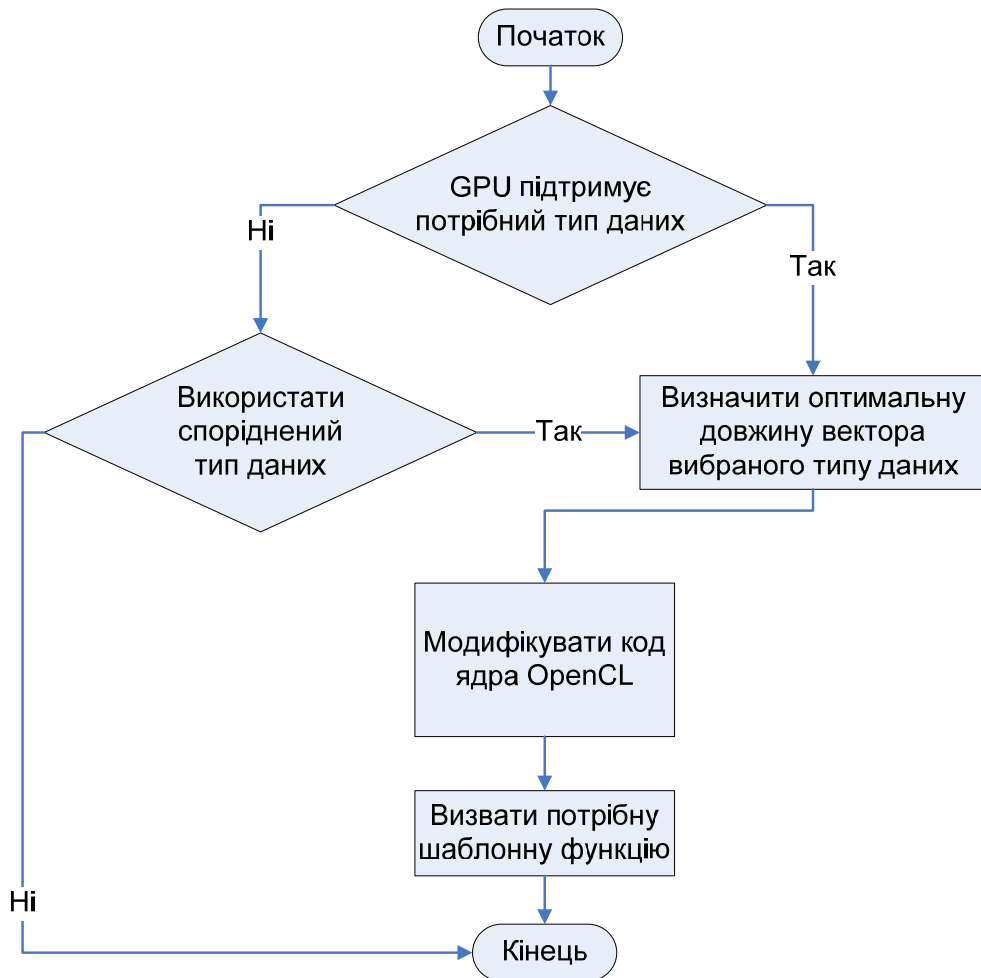 Початок
GPU підтримує
потрібний тип даних
Ні
Так
Використати
споріднений
тип даних
Так
Визначити оптимальну
довжину вектора
вибраного типу даних
Модифікувати код
ядра OpenCL
Визвати потрібну
шаблонну функцію
Ні
Кінець